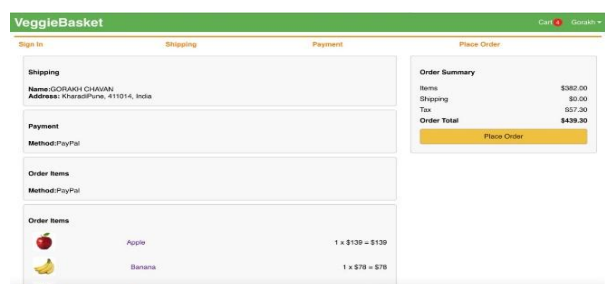 VeggieBasket
Cart 4 Gorakh
Sign In Shipping Payment Place Order
Shipping
Name:GORAKH CHAVAN
Address: KharadiPune, 411014, India
Payment
Method:PayPal
Order Items
Method:PayPal
Order Items
Apple 1 x $139 = $139
Banana 1 x $78 = $78
Order Summary
Items $382.00
Shipping $0.00
Tax $57.30
Order Total $439.30
Place Order